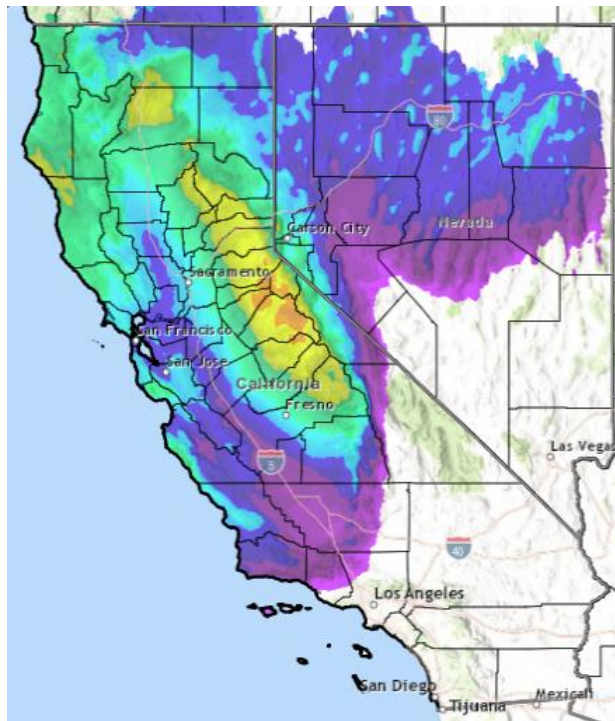 80
Nevada
Carson City
Sacramento
San Francisco
San Jose
California
Fresno
5
Las Vegas
40
Los Angeles
San Diego
Tijuana
Mexicali